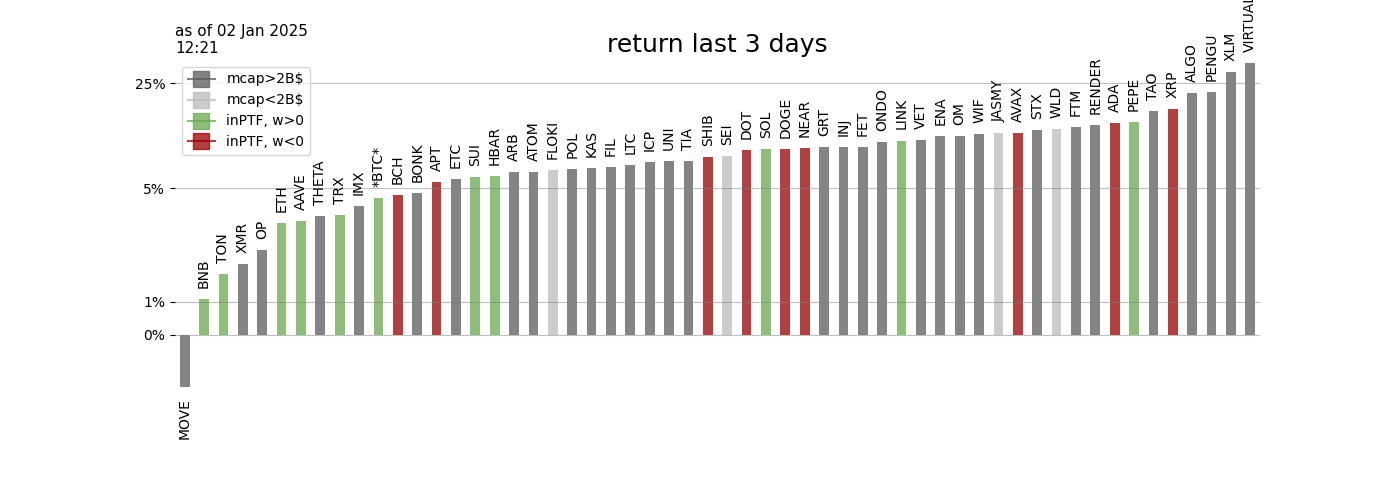 as of 02 Jan 2025
12:21
return last 3 days
mcap>2B$
mcap<2B$
inPTF, w>0
inPTF, w<0
25%
5%
1%
0%
MOVE
BNB
TON
XMR
OP
ETH
AAVE
THETA
TRX
IMX
*BTC*
BCH
BONK
APT
ETC
SUI
HBAR
ARB
ATOM
FLOKI
POL
KAS
FIL
LTC
ICP
UNI
TIA
SHIB
SEI
DOT
SOL
DOGE
NEAR
GRT
INJ
FET
ONDO
LINK
VET
ENA
OM
WIF
JASMY
AVAX
STX
WLD
FTM
RENDER
ADA
PEPE
TAO
XRP
ALGO
PENGU
XLM
VIRTUAL